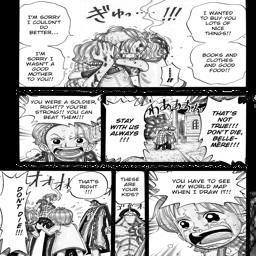 I WANTED
TO BUY YOU
LOTS OF
NICE
THINGS!!
BOOKS AND
CLOTHES
AND GOOD
FOOD!!
I'M SORRY
I COULDN'T
DO
BETTER...
I'M SORRY
I WASN'T
A GOOD
MOTHER
TO YOU!!
ぎゅっ…
!!!
THAT'S
NOT
TRUE!!!
DON'T DIE,
BELLE-
MÈRE!!!
STAY
WITH US
ALWAYS
!!!
YOU WERE A SOLDIER,
RIGHT!? YOU'RE
STRONG!! YOU CAN
BEAT THEM!!!
YOU HAVE TO SEE
MY WORLD MAP
WHEN I DRAW IT!!
THESE
ARE YOUR
KIDS?
THAT'S
RIGHT
!!!
DON'T
DIE!!!